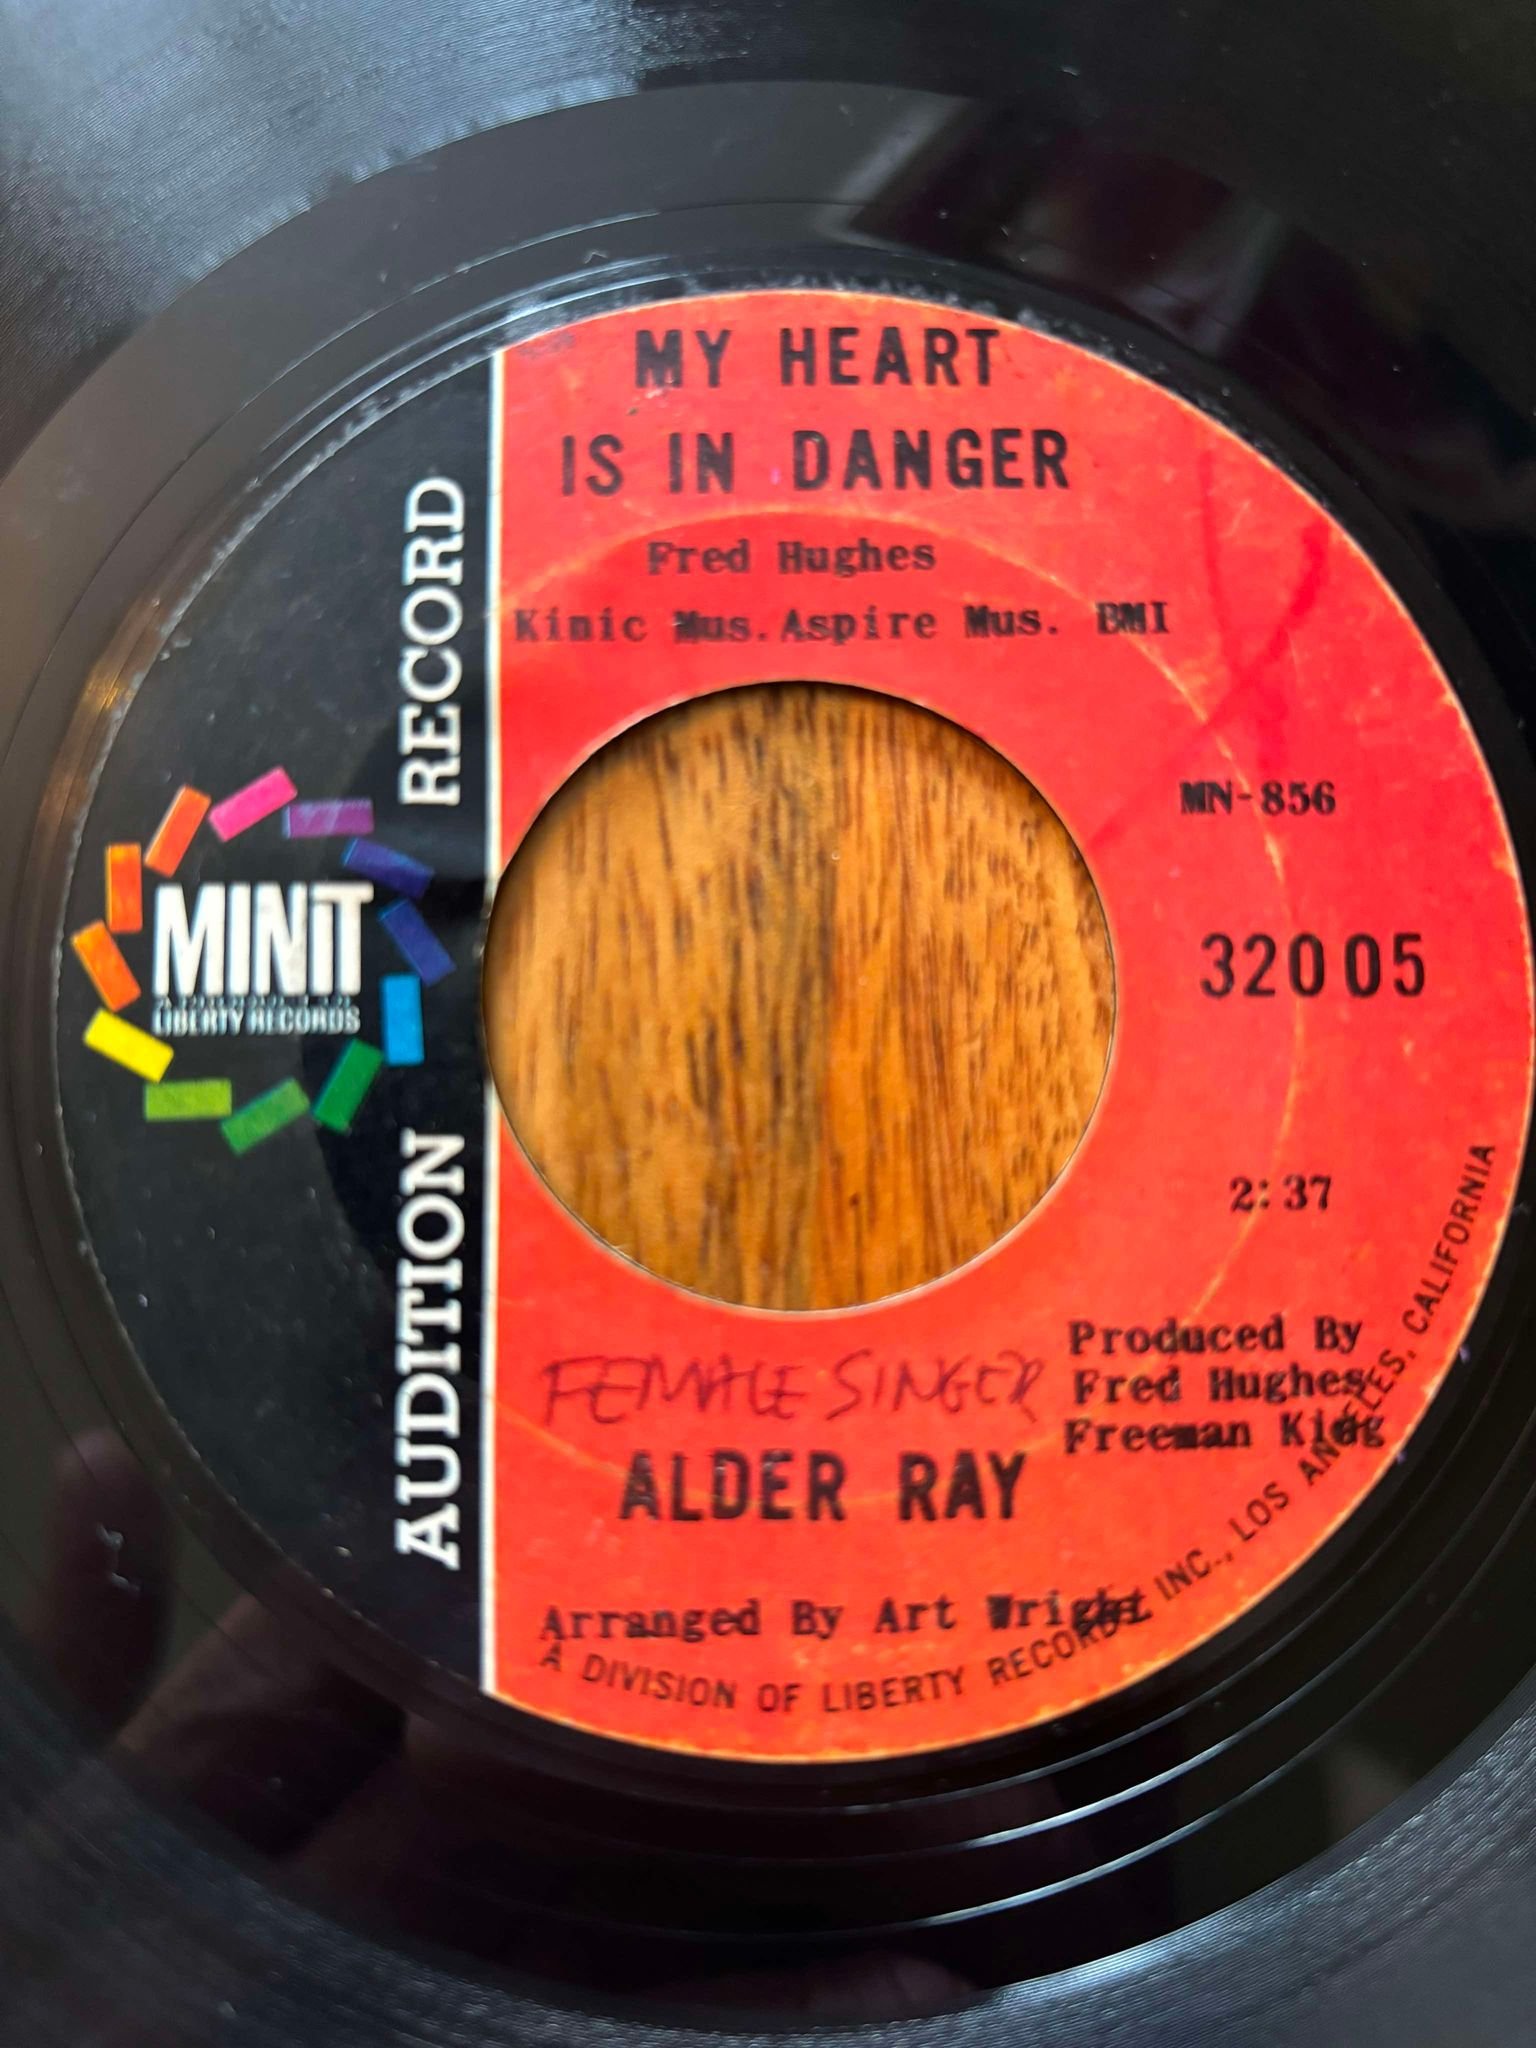 MY HEART
IS IN DANGER
Fred Hughes
Kinic Mus. Aspire Mus. BMI
MN-856
32005
2:37
Produced By
Fred Hughes
Freeman King
FEMALE SINGER
ALDER RAY
Arranged By Art Wright
A DIVISION OF LIBERTY RECORDS INC., LOS ANGELES, CALIFORNIA
AUDITION RECORD
MINiT
LIBERTY RECORDS